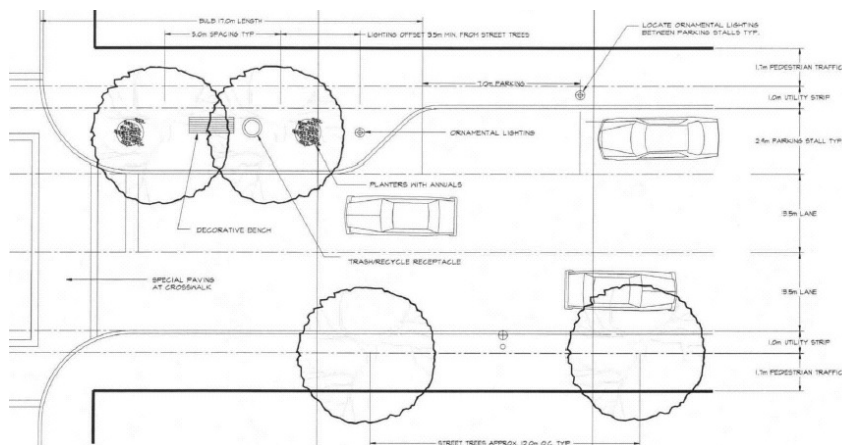 BULB 17.0m LENGTH
5.0m SPACING TYP
LIGHTING OFFSET 3.5m MIN. FROM STREET TREES
LOCATE ORNAMENTAL LIGHTING
BETWEEN PARKING STALLS TYP.
7.0m PARKING
1.7m PEDESTRIAN TRAFFIC
1.0m UTILITY STRIP
ORNAMENTAL LIGHTING
PARKING STALL TYP
PLANTERS WITH ANNUALS
DECORATIVE BENCH
3.5m LANE
TRASH/RECYCLE RECEPTACLE
SPECIAL PAVING
AT CROSSWALK
3.5m LANE
1.0m UTILITY STRIP
1.7m PEDESTRIAN TRAFFIC
STREET TREES APPROX. 12.0m O.C. TYP.